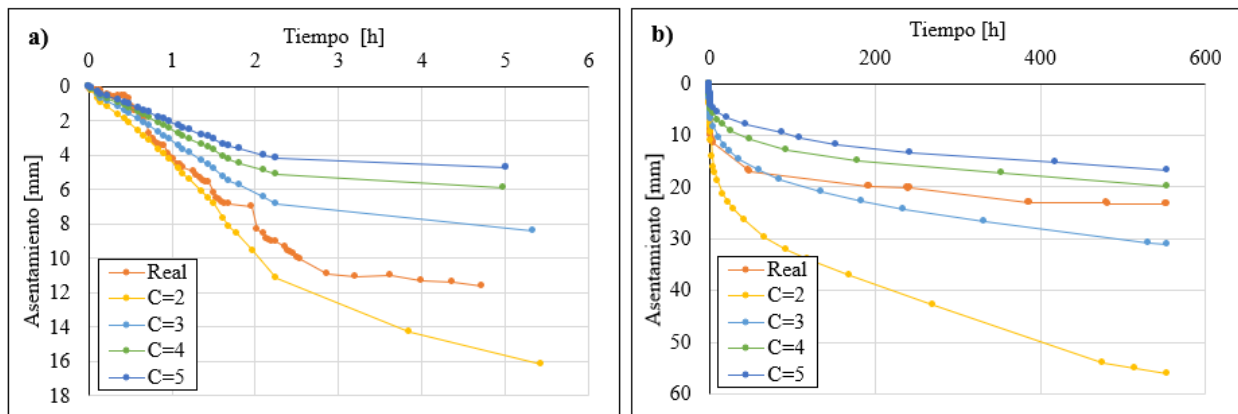 a)
Tiempo [h]
0 1 2 3 4 5 6
Asentamiento [mm]
0
2
4
6
8
10
12
14
16
18
Real
C=2
C=3
C=4
C=5
b)
Tiempo [h]
0 200 400 600
Asentamiento [mm]
0
10
20
30
40
50
60
Real
C=2
C=3
C=4
C=5